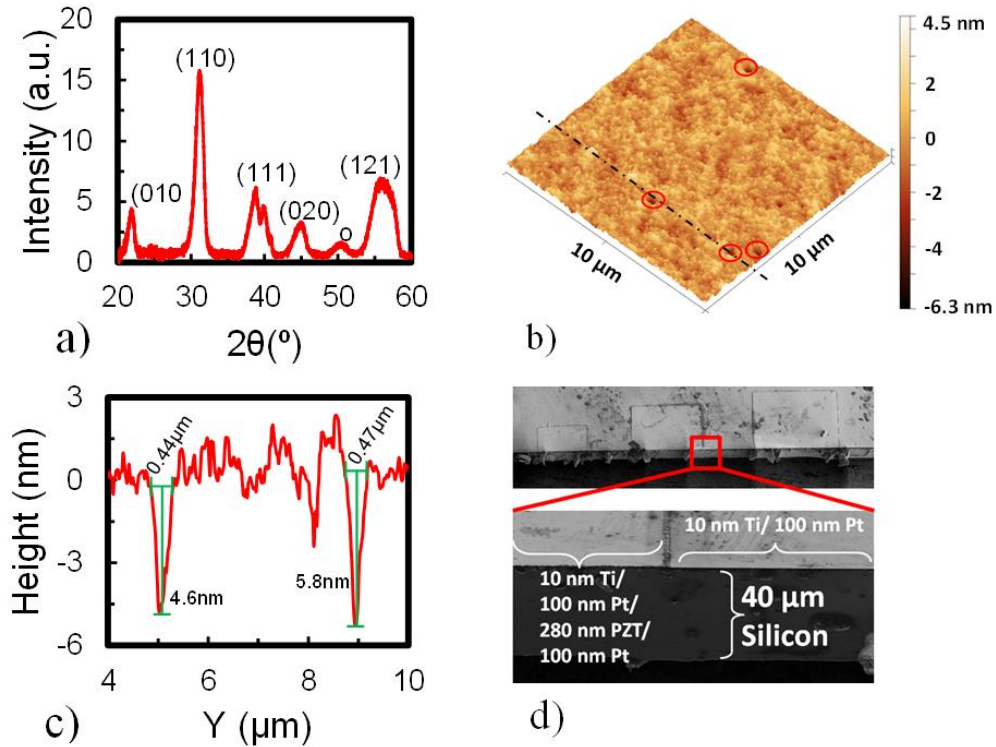 20
15
10
5
0
Intensity (a.u.)
(010
(110)
(111)
(020)
o
(121)
20 30 40 50 60
2θ(º)
a)
10 µm
10 µm
4.5 nm
2
0
-2
-4
-6.3 nm
b)
3
0
-3
-6
Height (nm)
0.44µm
4.6nm
0.47µm
5.8nm
4 6 8 10
Y (µm)
c)
10 nm Ti/ 100 nm Pt
10 nm Ti/
100 nm Pt/
280 nm PZT/
100 nm Pt
40 µm
Silicon
d)